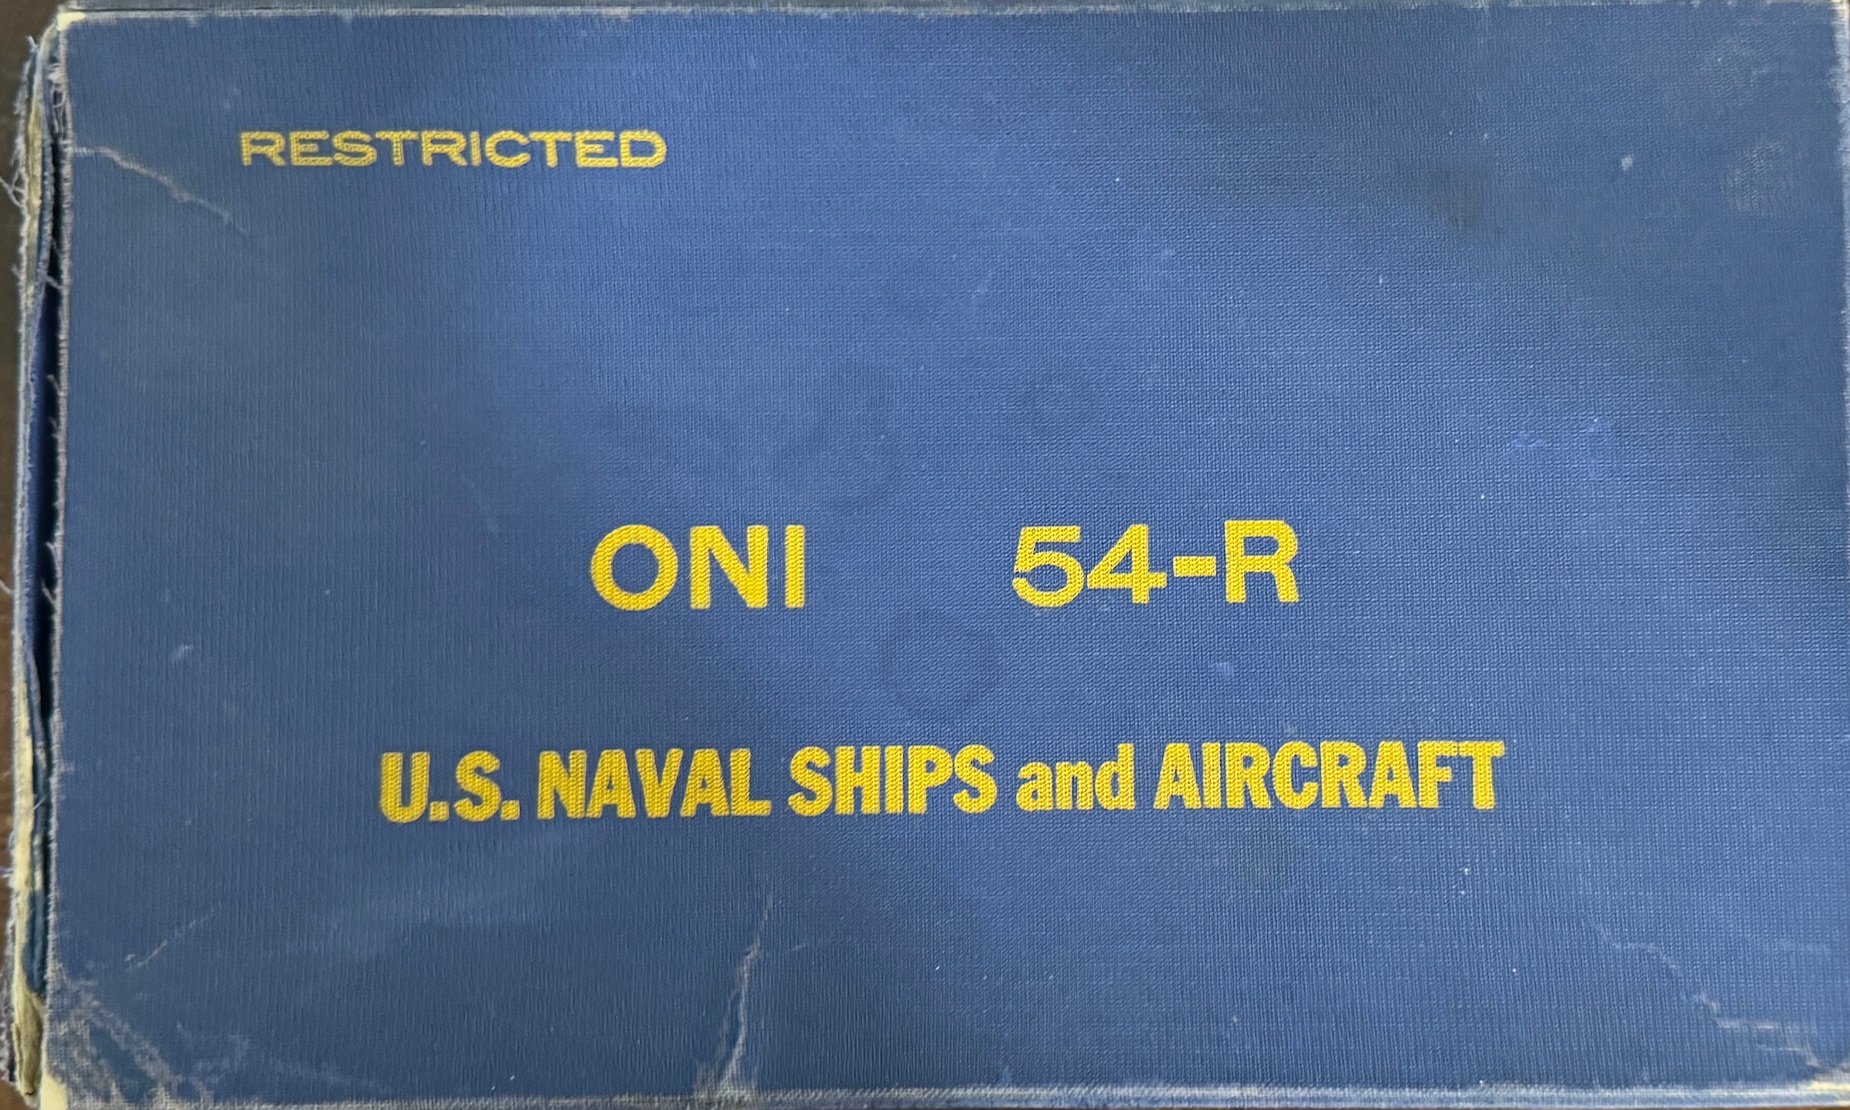 RESTRICTED
ONI 54-R
U.S. NAVAL SHIPS and AIRCRAFT